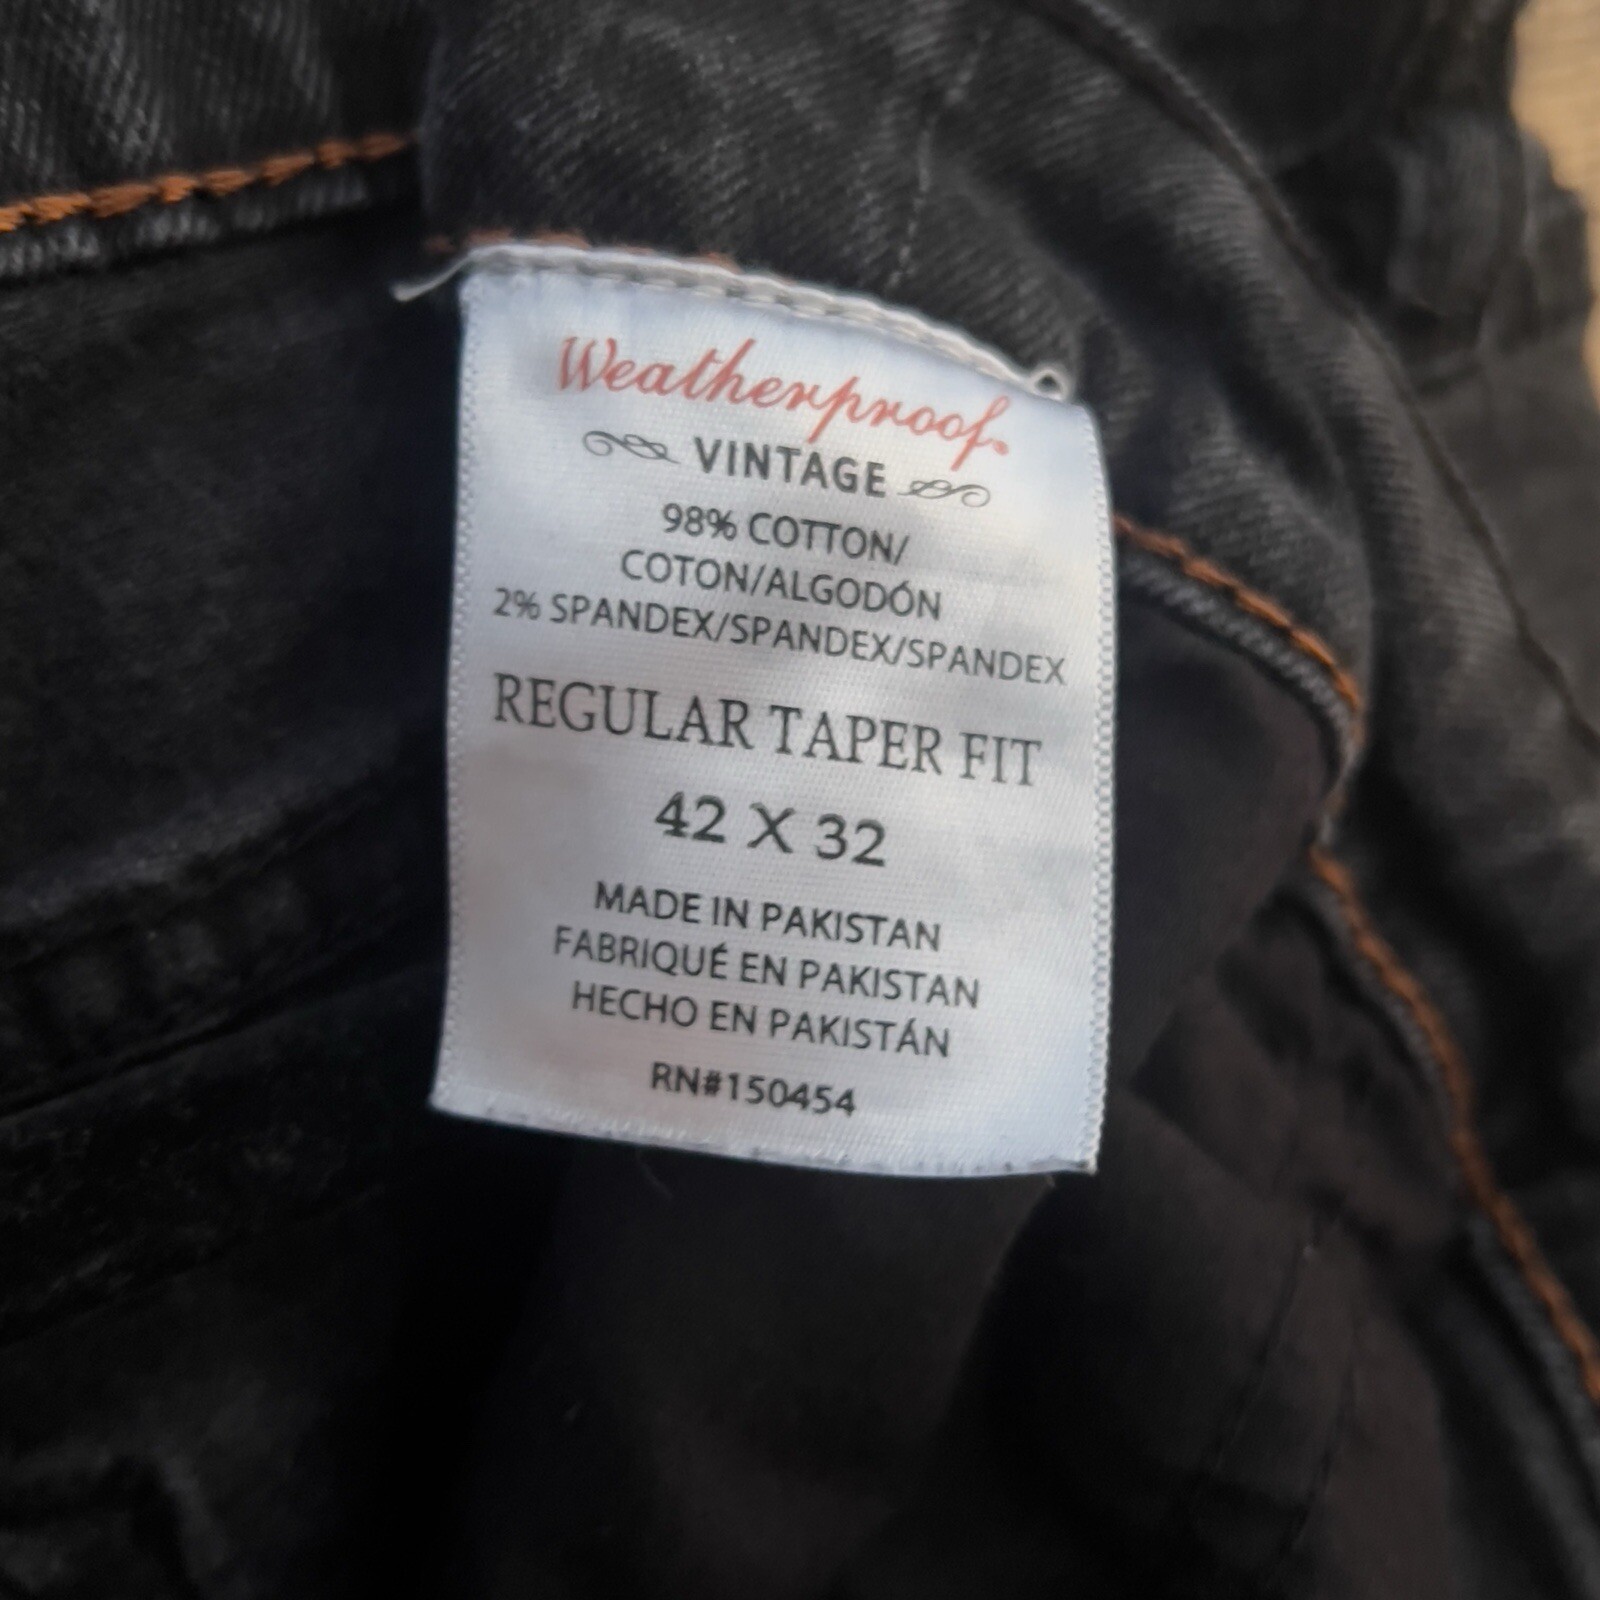 Weatherproof®
VINTAGE
98% COTTON/
COTON/ALGODÓN
2% SPANDEX/SPANDEX/SPANDEX
REGULAR TAPER FIT
42 X 32
MADE IN PAKISTAN
FABRIQUÉ EN PAKISTAN
HECHO EN PAKISTÁN
RN#150454